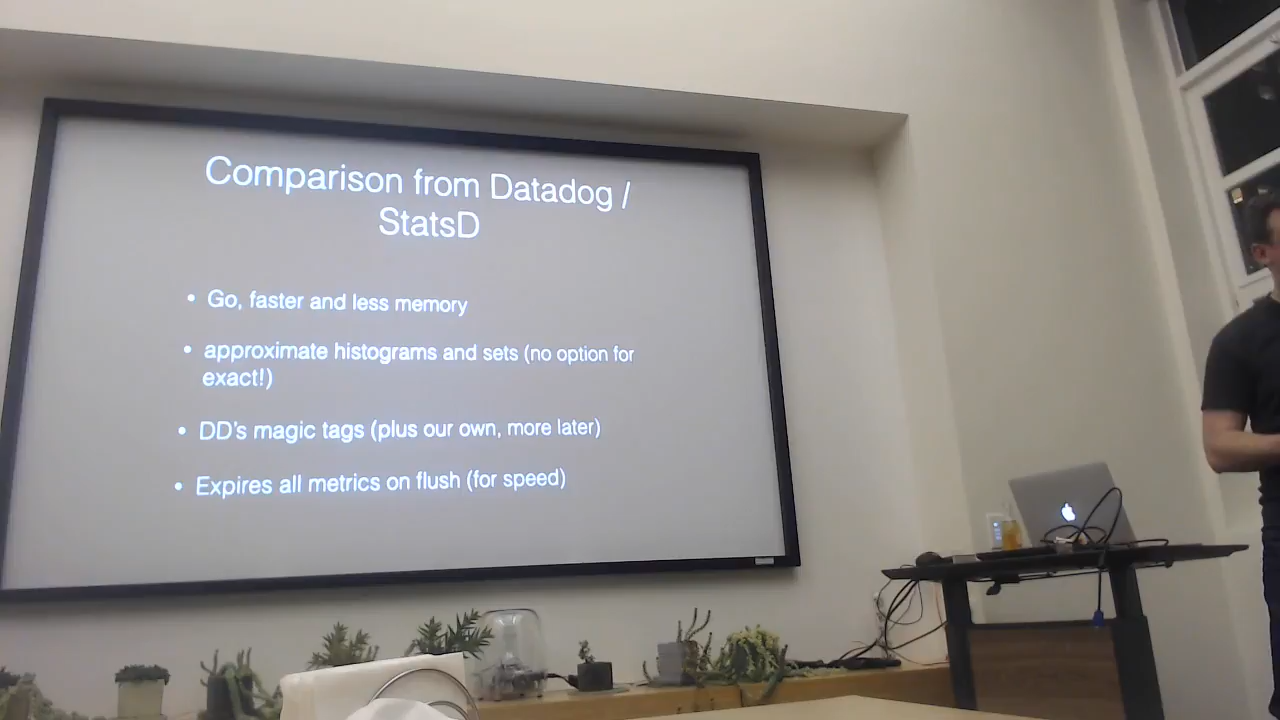 Comparison from Datadog /
StatsD
• Go, faster and less memory
• approximate histograms and sets (no option for
exact!)
• DD's magic tags (plus our own, more later)
• Expires all metrics on flush (for speed)